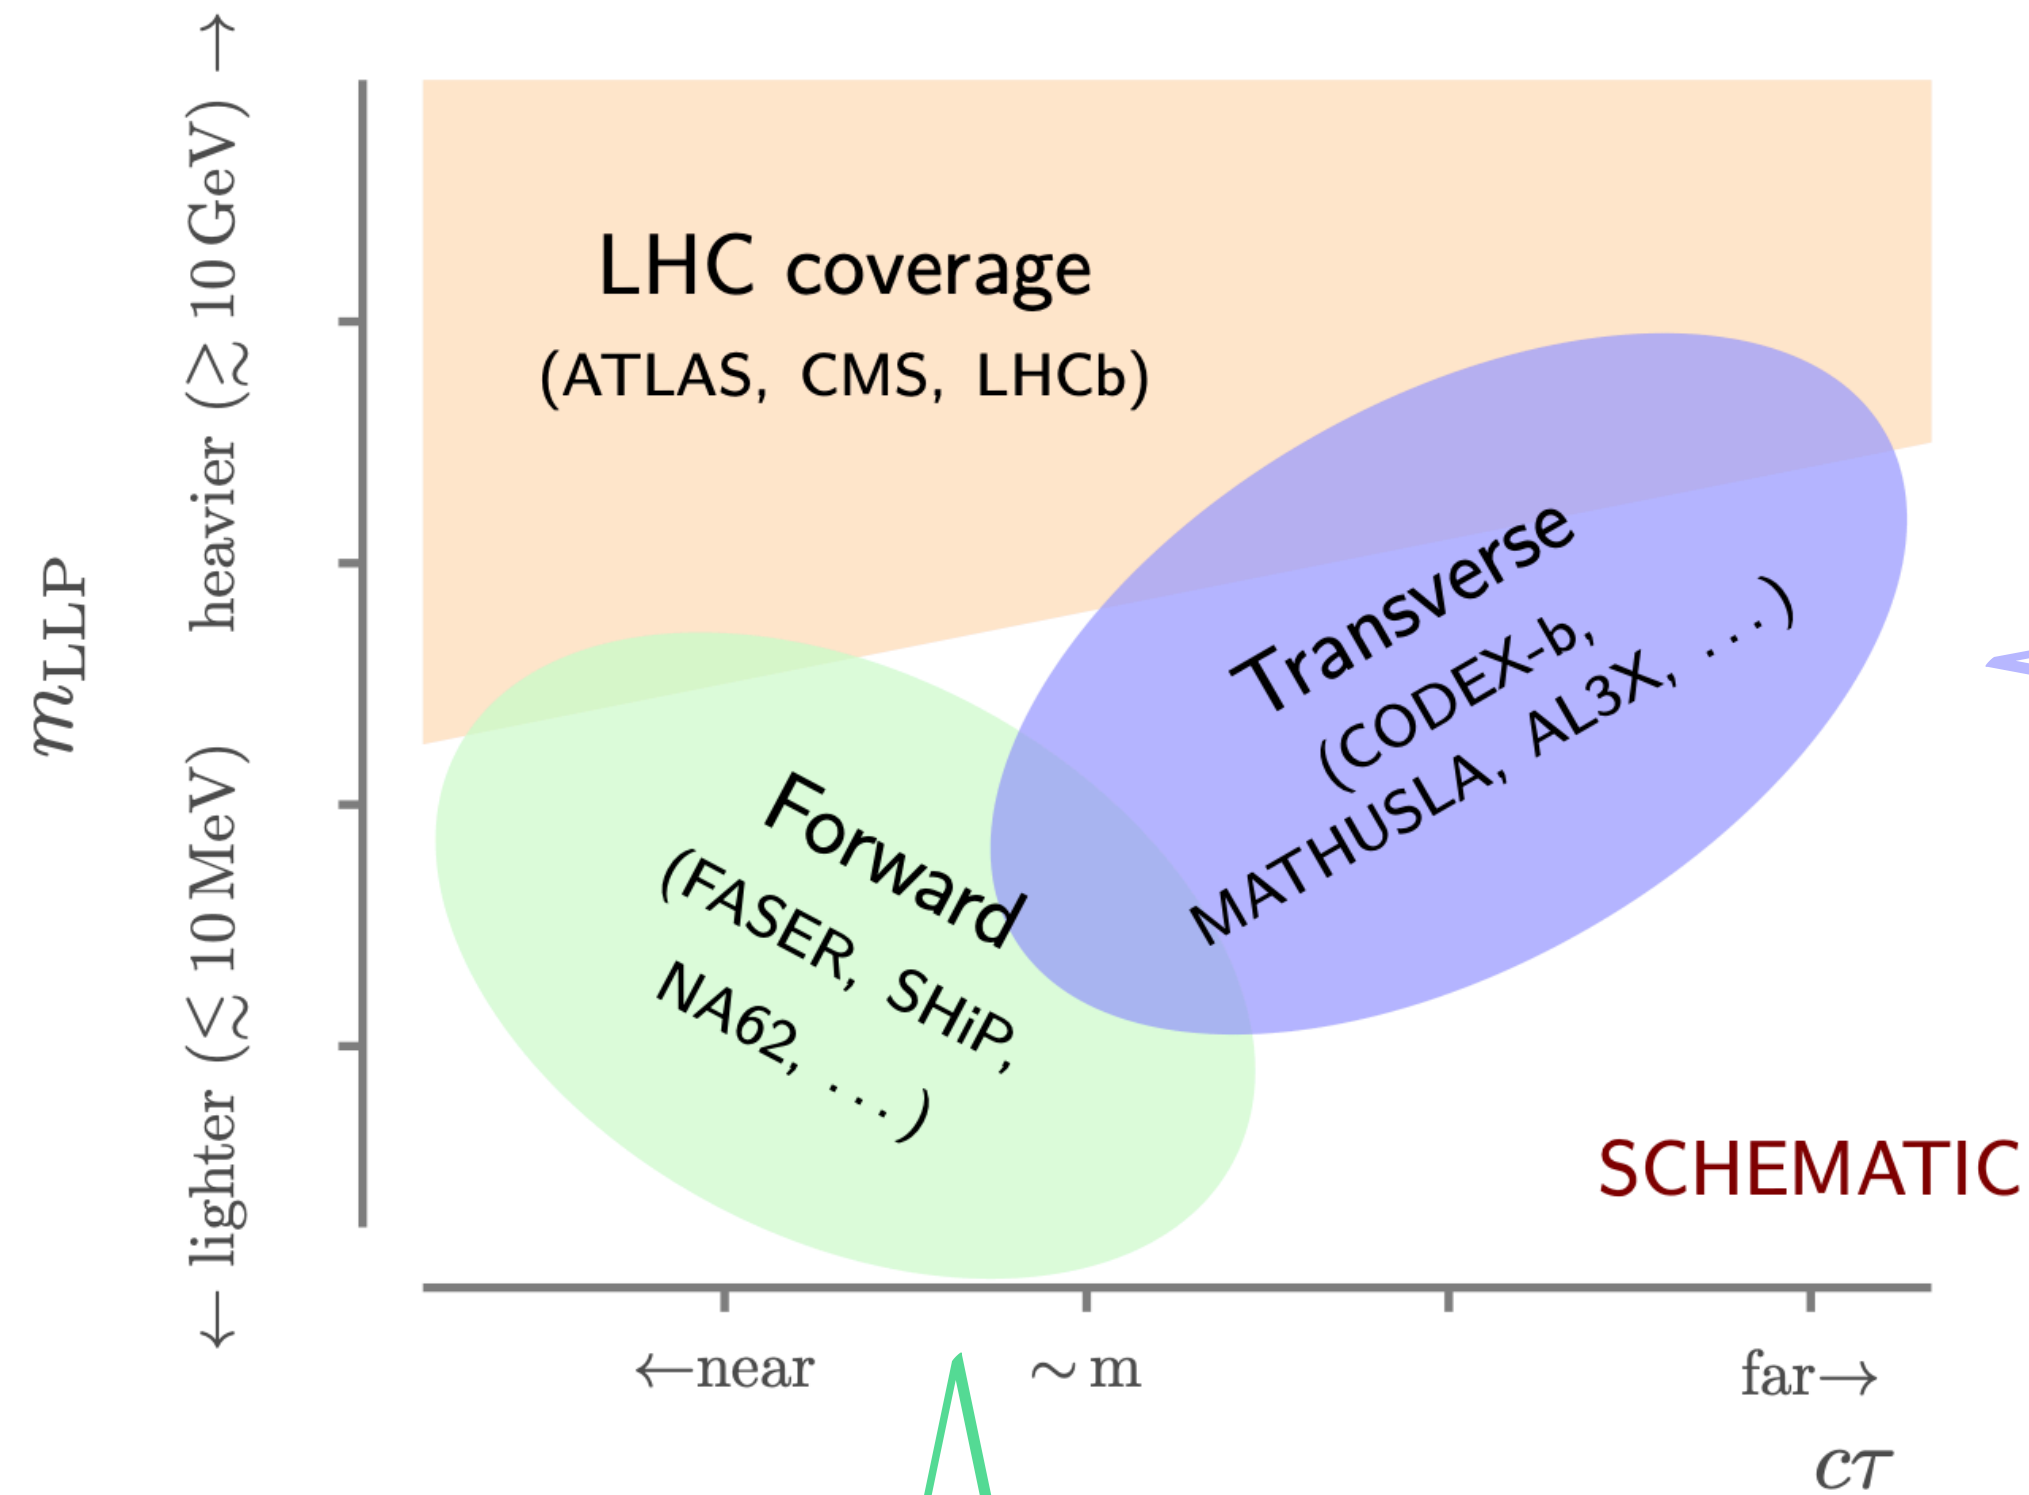 LHC coverage
(ATLAS, CMS, LHCb)
Transverse
(CODEX-b,
MATHUSLA, AL3X, ...)
Forward
(FASER, SHiP,
NA62, ...)
SCHEMATIC
m_LLP
← lighter (≲ 10 MeV) heavier (≳ 10 GeV) →
←near ∼ m far→
cτ